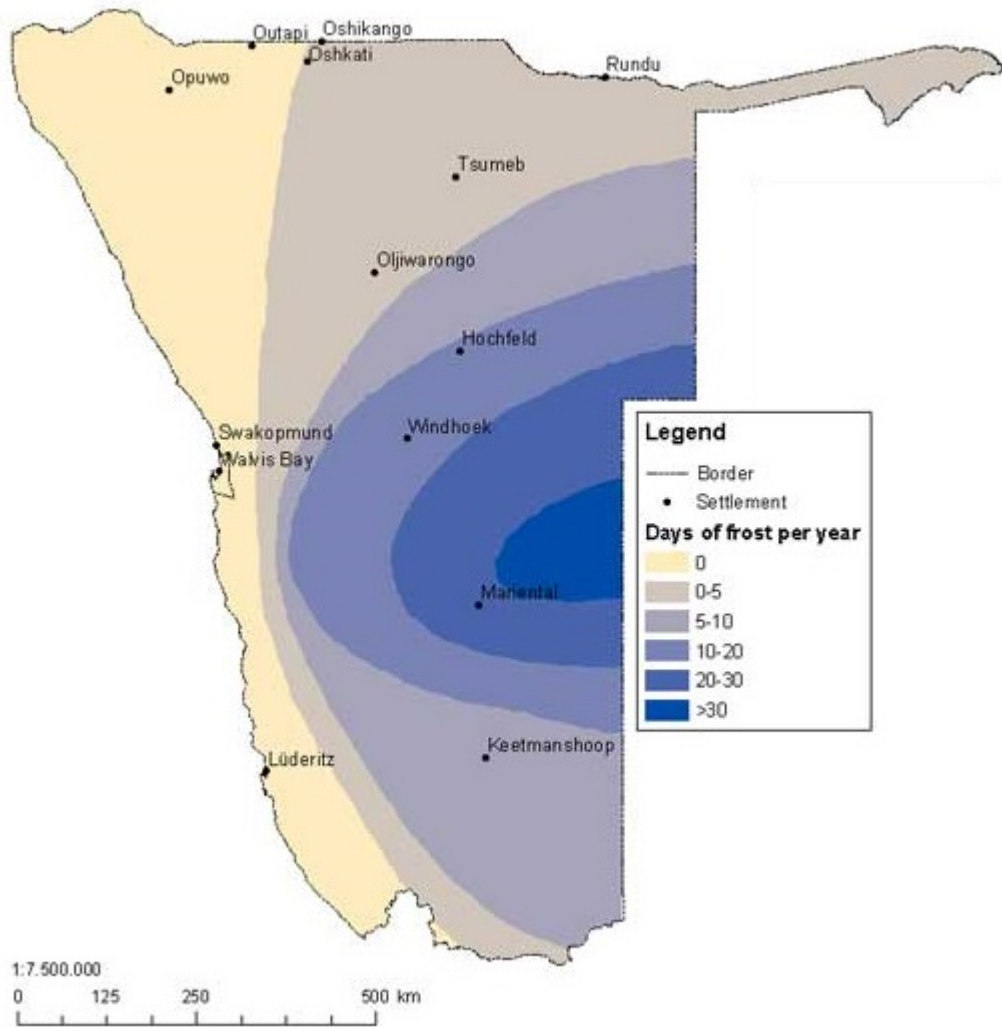 Oshikango
Outapi
Oshkati
Opuwo
Rundu
Tsumeb
Oljiwarongo
Hochfeld
Windhoek
Swakopmund
Walvis Bay
Mariental
Keetmanshoop
Lüderitz
Legend
Border
Settlement
Days of frost per year
0
0-5
5-10
10-20
20-30
>30
1:7.500.000
0 125 250 500 km